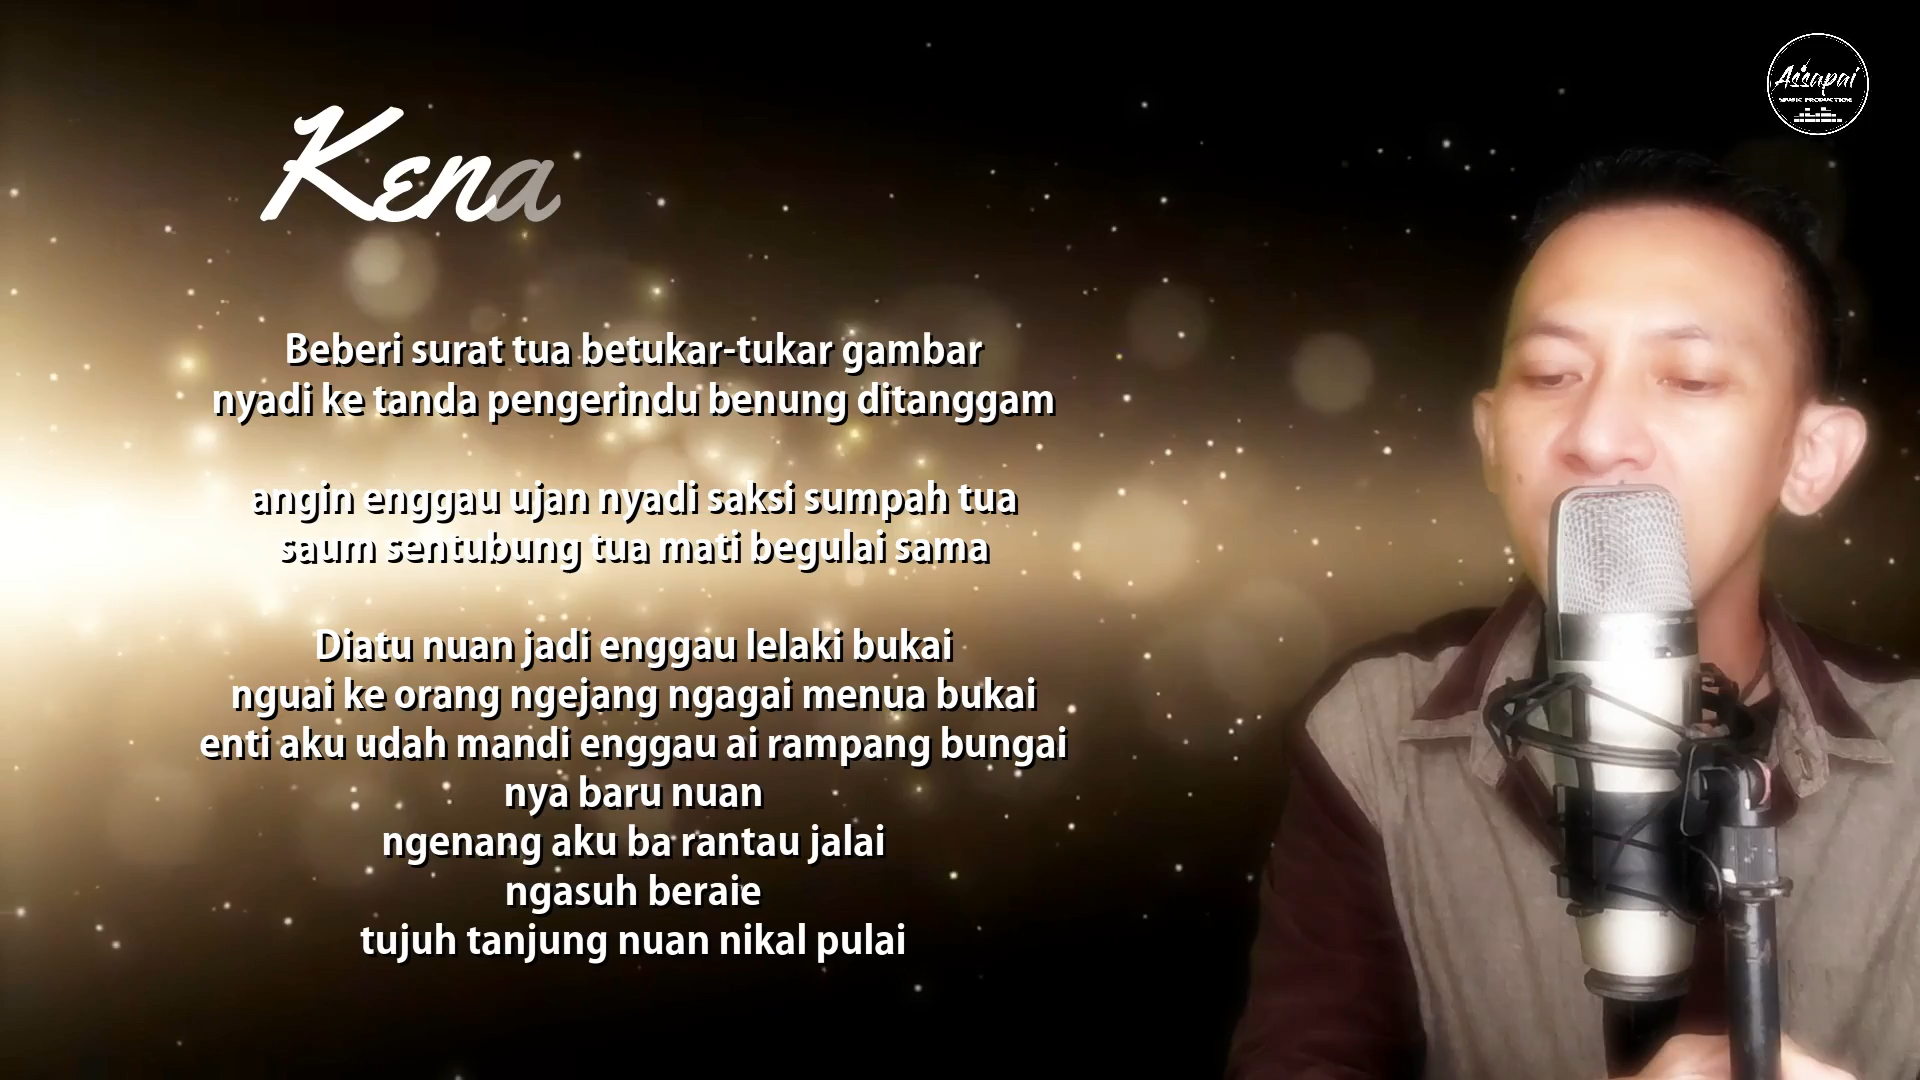 Assapai
MUSIC PRODUCTION
Kena
Beberi surat tua betukar-tukar gambar
nyadi ke tanda pengerindu benung ditanggam
angin enggau ujan nyadi saksi sumpah tua
saum sentubung tua mati begulai sama
Diatu nuan jadi enggau lelaki bukai
nguai ke orang ngejang ngagai menua bukai
enti aku udah mandi enggau ai rampang bungai
nya baru nuan
ngenang aku ba rantau jalai
ngasuh beraie
tujuh tanjung nuan nikal pulai